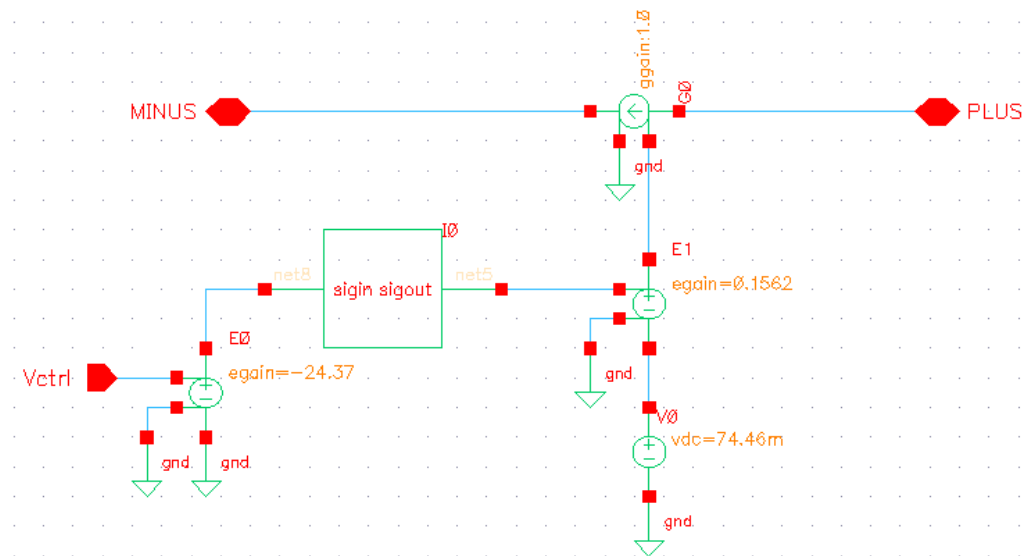 ggain:1.0
G0
MINUS
PLUS
gnd
I0
E1
net8
sigin sigout
net5
egain=0.1562
E0
Vctrl
egain=-24.37
gnd
V0
vdc=74.46m
gnd
gnd
gnd